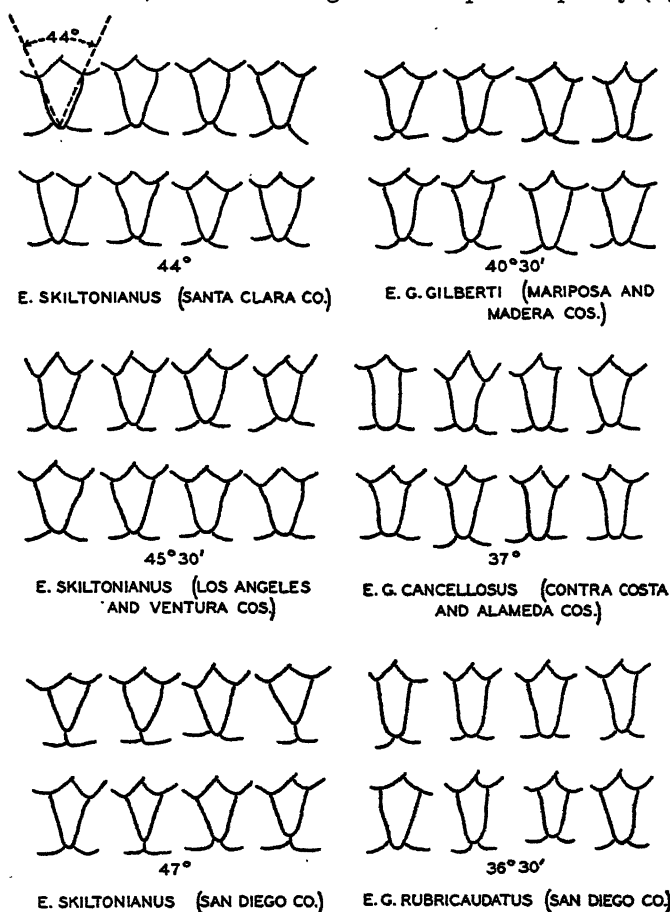 44°
44°
E. SKILTONIANUS (SANTA CLARA CO.)
40°30'
E. G. GILBERTI (MARIPOSA AND
MADERA COS.)
45°30'
E. SKILTONIANUS (LOS ANGELES
AND VENTURA COS.)
37°
E. G. CANCELLOSUS (CONTRA COSTA
AND ALAMEDA COS.)
47°
E. SKILTONIANUS (SAN DIEGO CO.)
36°30'
E. G. RUBRICAUDATUS (SAN DIEGO CO.)